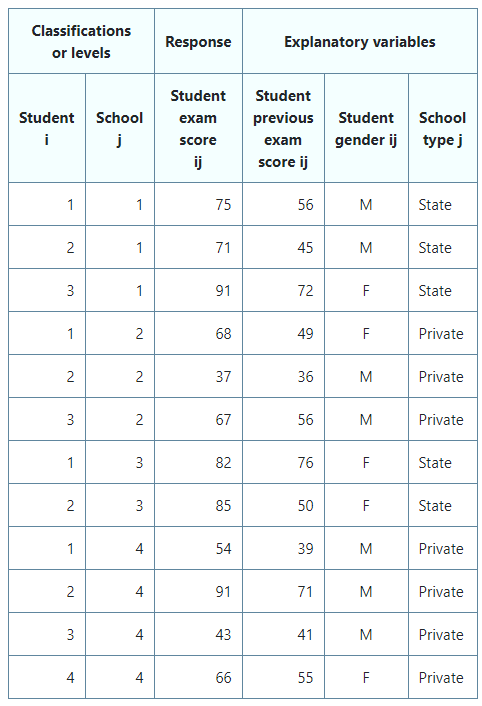 Classifications or levels Response Explanatory variables
Student i School j Student exam score ij Student previous exam score ij Student gender ij School type j
1 1 75 56 M State
2 1 71 45 M State
3 1 91 72 F State
1 2 68 49 F Private
2 2 37 36 M Private
3 2 67 56 M Private
1 3 82 76 F State
2 3 85 50 F State
1 4 54 39 M Private
2 4 91 71 M Private
3 4 43 41 M Private
4 4 66 55 F Private